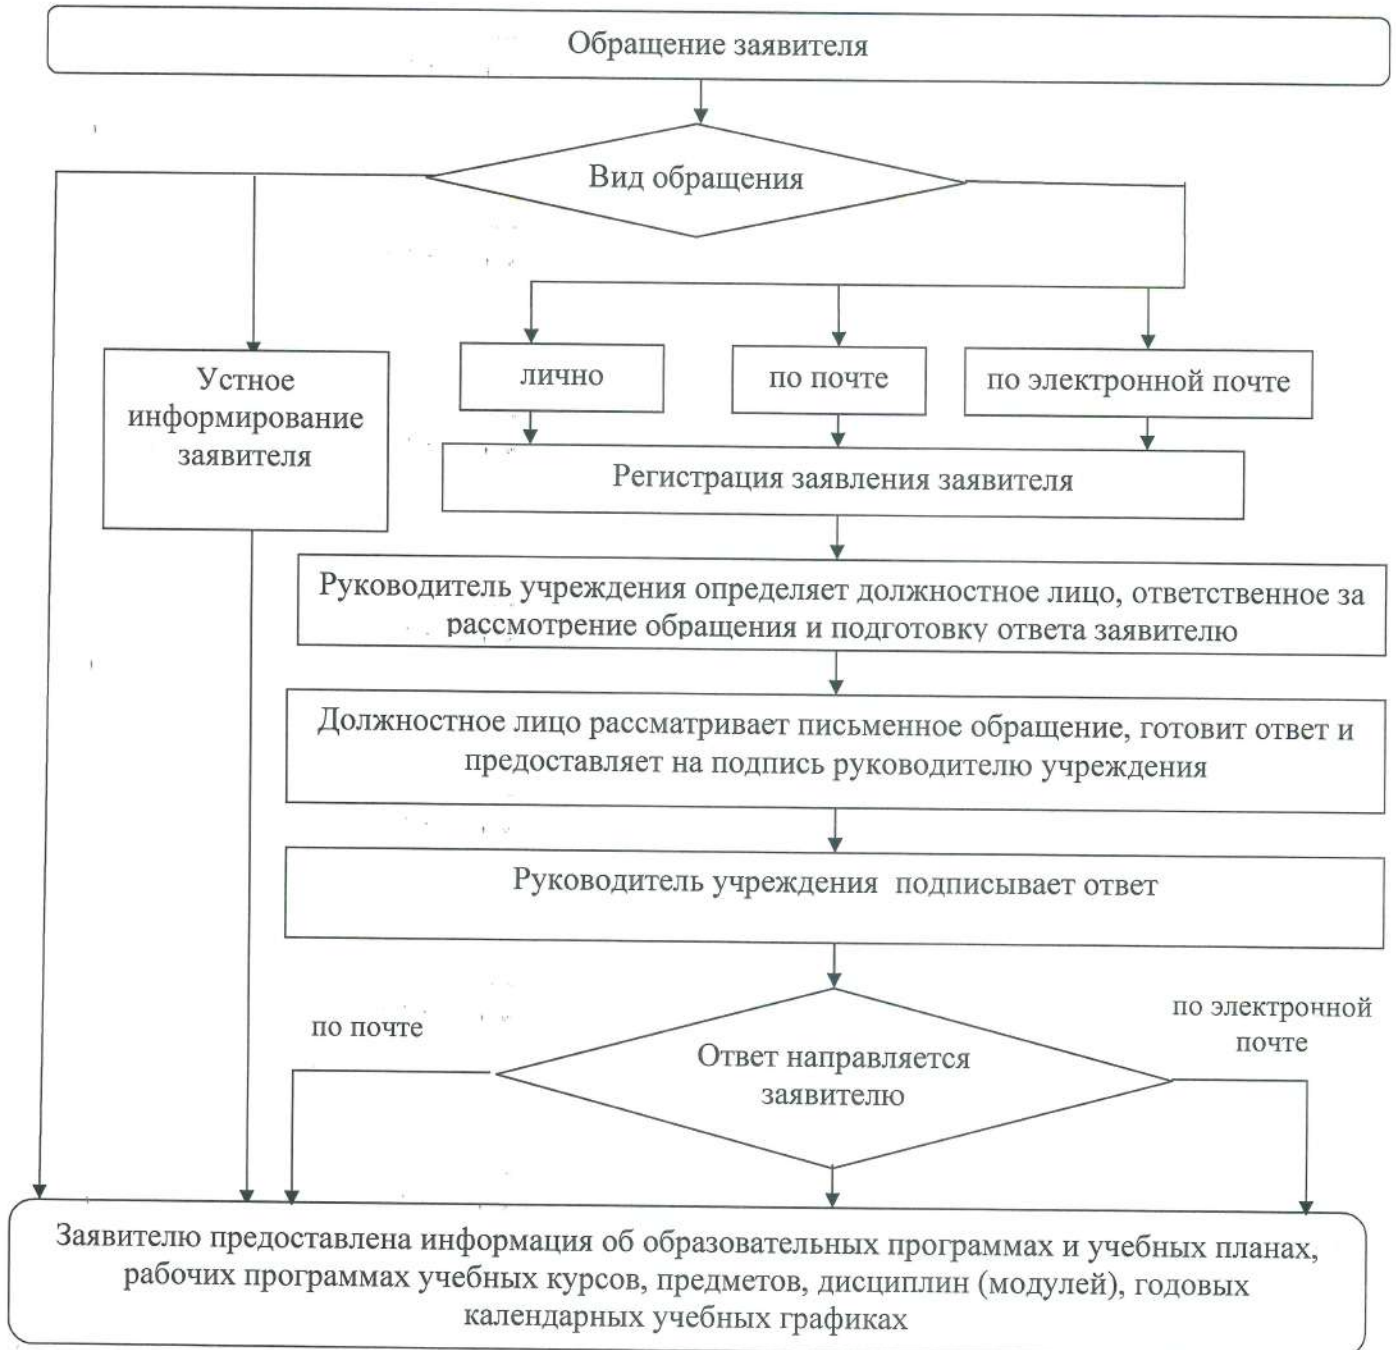 Обращение заявителя
Вид обращения
Устное
информирование
заявителя
лично
по почте
по электронной почте
Регистрация заявления заявителя
Руководитель учреждения определяет должностное лицо, ответственное за
рассмотрение обращения и подготовку ответа заявителю
Должностное лицо рассматривает письменное обращение, готовит ответ и
предоставляет на подпись руководителю учреждения
Руководитель учреждения подписывает ответ
по почте
Ответ направляется
заявителю
по электронной
почте
Заявителю предоставлена информация об образовательных программах и учебных планах,
рабочих программах учебных курсов, предметов, дисциплин (модулей), годовых
календарных учебных графиках